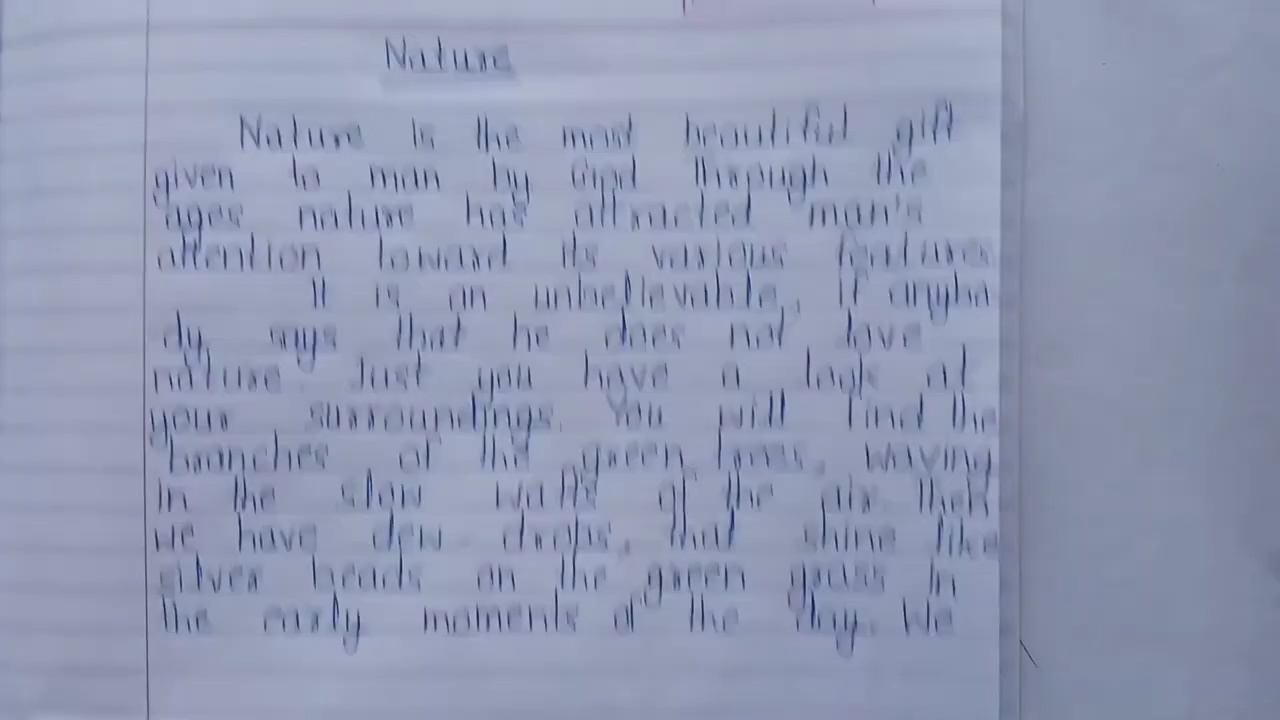 Nature
Nature is the most beautiful gift
given to man by God through the
ages nature has attracted man's
attention toward its various features
It is an unbelievable, if anybo
dy, says that he does not love
nature. Just you have a look at
your surroundings. You will find the
branches of the green trees, waving
in the slow wafts of the air. Then
we have dew - drops, that shine like
silver beads on the green grass in
the early moments of the day. We